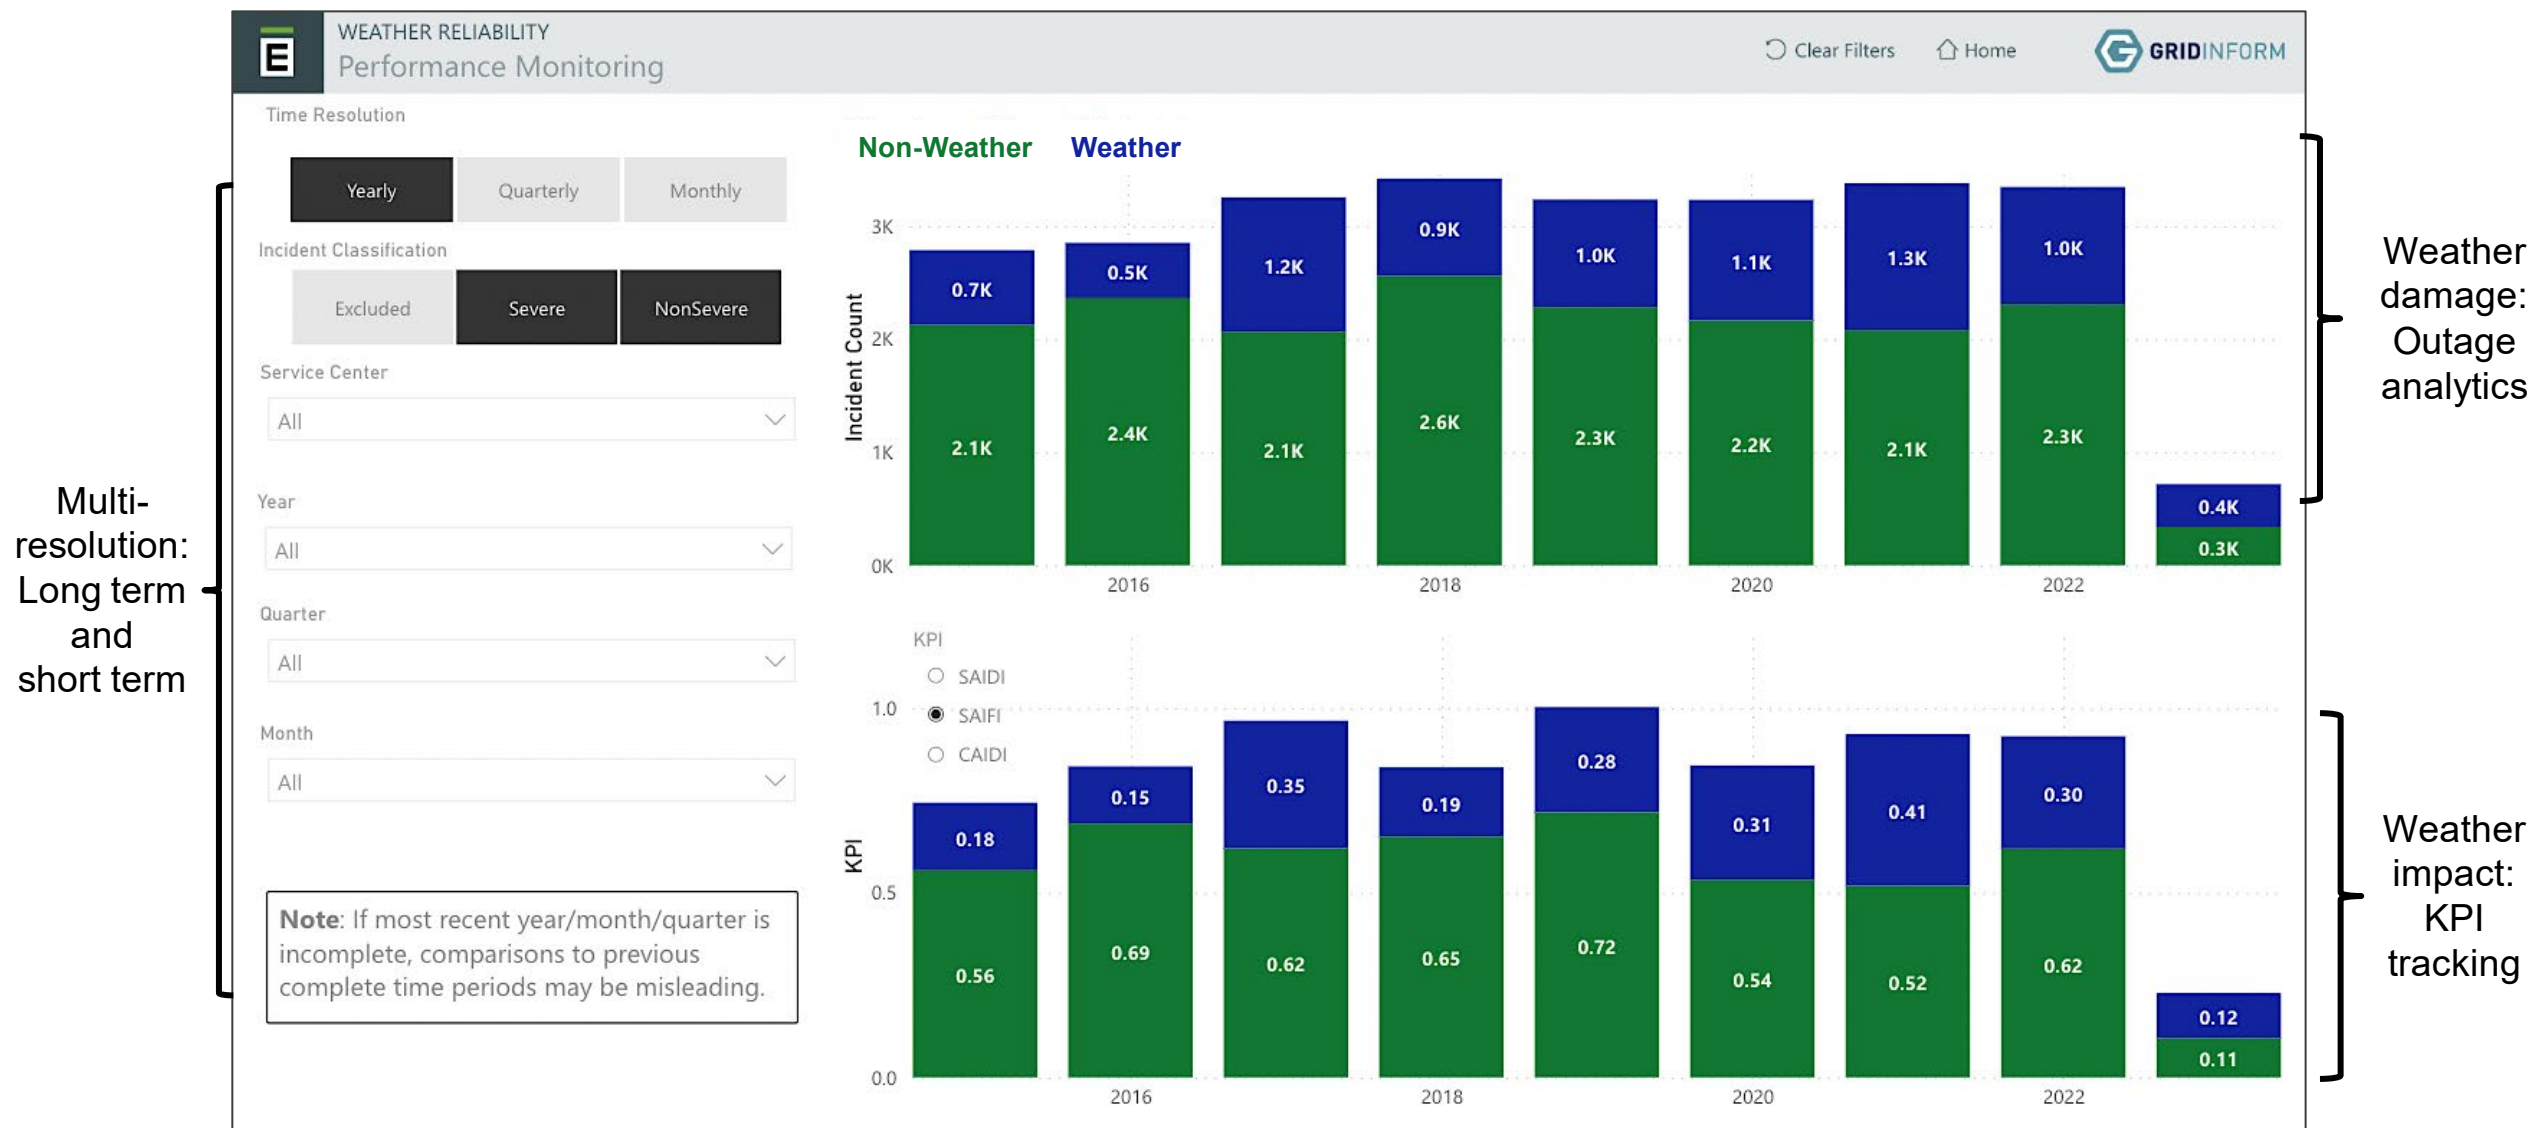 E
WEATHER RELIABILITY
Performance Monitoring
Clear Filters
Home
GRIDINFORM
Time Resolution
Yearly
Quarterly
Monthly
Incident Classification
Excluded
Severe
NonSevere
Service Center
All
Year
All
Quarter
All
Month
All
Note: If most recent year/month/quarter is
incomplete, comparisons to previous
complete time periods may be misleading.
Multi-
resolution:
Long term
and
short term
Non-Weather
Weather
Incident Count
3K
2K
1K
0K
0.7K
0.5K
1.2K
0.9K
1.0K
1.1K
1.3K
1.0K
0.4K
2.1K
2.4K
2.1K
2.6K
2.3K
2.2K
2.1K
2.3K
0.3K
2016
2018
2020
2022
Weather
damage:
Outage
analytics
KPI
SAIDI
SAIFI
CAIDI
KPI
1.0
0.5
0.0
0.18
0.15
0.35
0.19
0.28
0.31
0.41
0.30
0.12
0.56
0.69
0.62
0.65
0.72
0.54
0.52
0.62
0.11
2016
2018
2020
2022
Weather
impact:
KPI
tracking